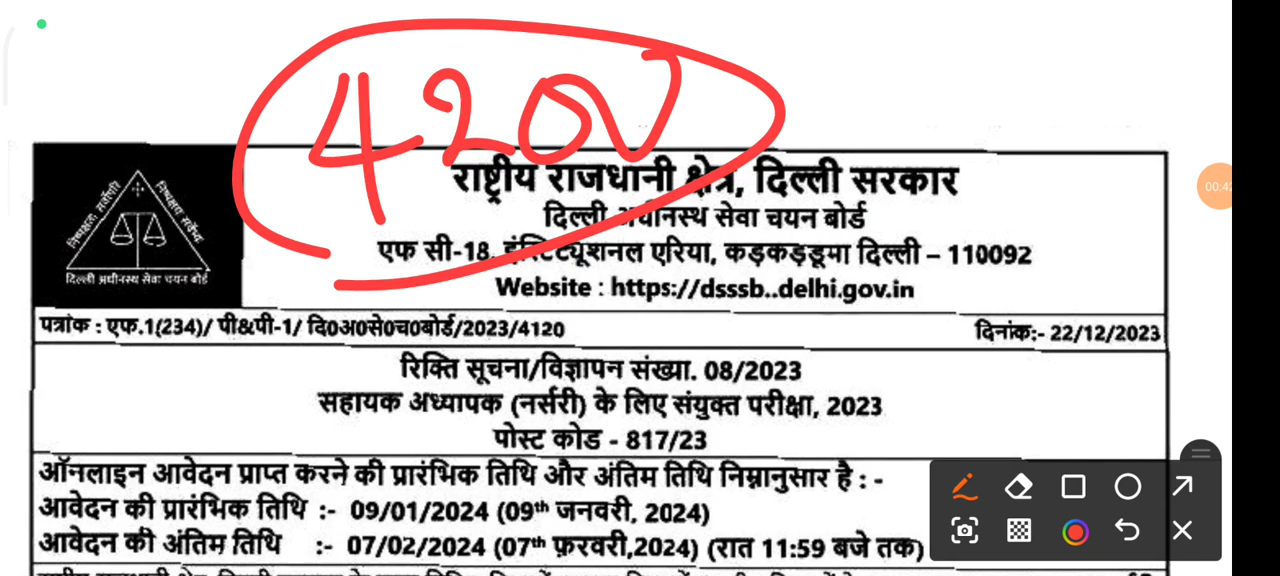 4200
00:42
राष्ट्रीय राजधानी क्षेत्र, दिल्ली सरकार
दिल्ली अधीनस्थ सेवा चयन बोर्ड
एफ सी-18, इंस्टिट्यूशनल एरिया, कड़कड़डूमा दिल्ली – 110092
Website : https://dsssb..delhi.gov.in
दिल्ली अधीनस्थ सेवा चयन बोर्ड
पत्रांक : एफ.1(234)/ पी&पी-1/ दि0अ0से0च0बोर्ड/2023/4120 दिनांक:- 22/12/2023
रिक्ति सूचना/विज्ञापन संख्या. 08/2023
सहायक अध्यापक (नर्सरी) के लिए संयुक्त परीक्षा, 2023
पोस्ट कोड - 817/23
ऑनलाइन आवेदन प्राप्त करने की प्रारंभिक तिथि और अंतिम तिथि निम्नानुसार है : -
आवेदन की प्रारंभिक तिथि :- 09/01/2024 (09th जनवरी, 2024)
आवेदन की अंतिम तिथि :- 07/02/2024 (07th फ़रवरी,2024) (रात 11:59 बजे तक)